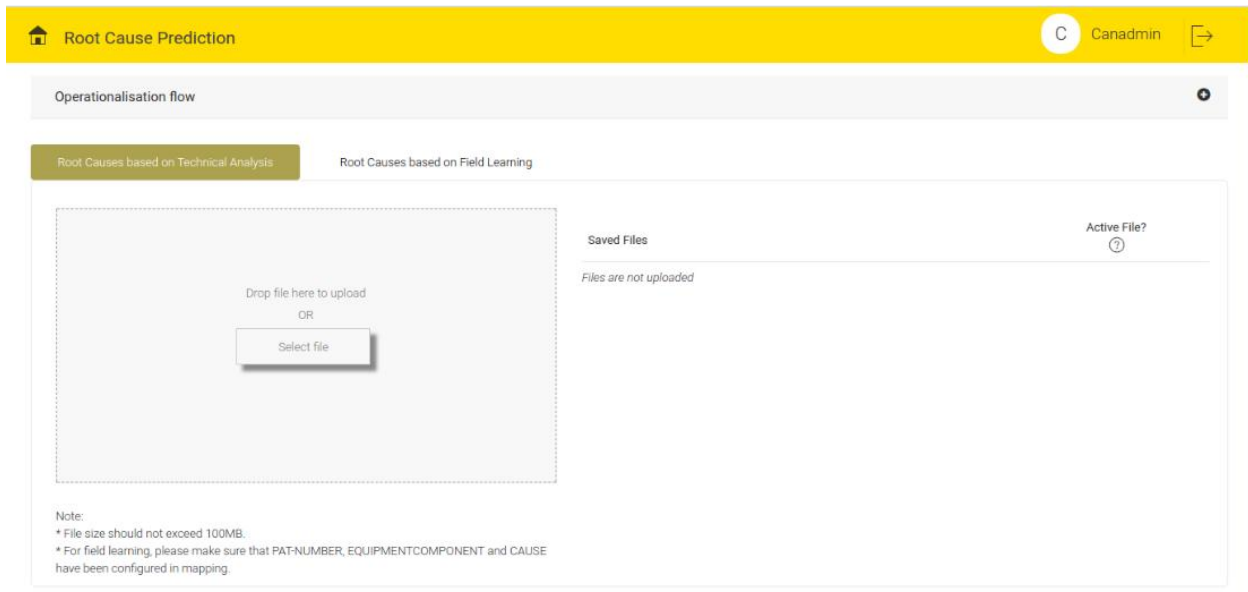 Root Cause Prediction
C Canadmin
Operationalisation flow
Root Causes based on Technical Analysis
Root Causes based on Field Learning
Drop file here to upload
OR
Select file
Saved Files
Active File?
?
Files are not uploaded
Note:
* File size should not exceed 100MB.
* For field learning, please make sure that PAT-NUMBER, EQUIPMENTCOMPONENT and CAUSE
have been configured in mapping.